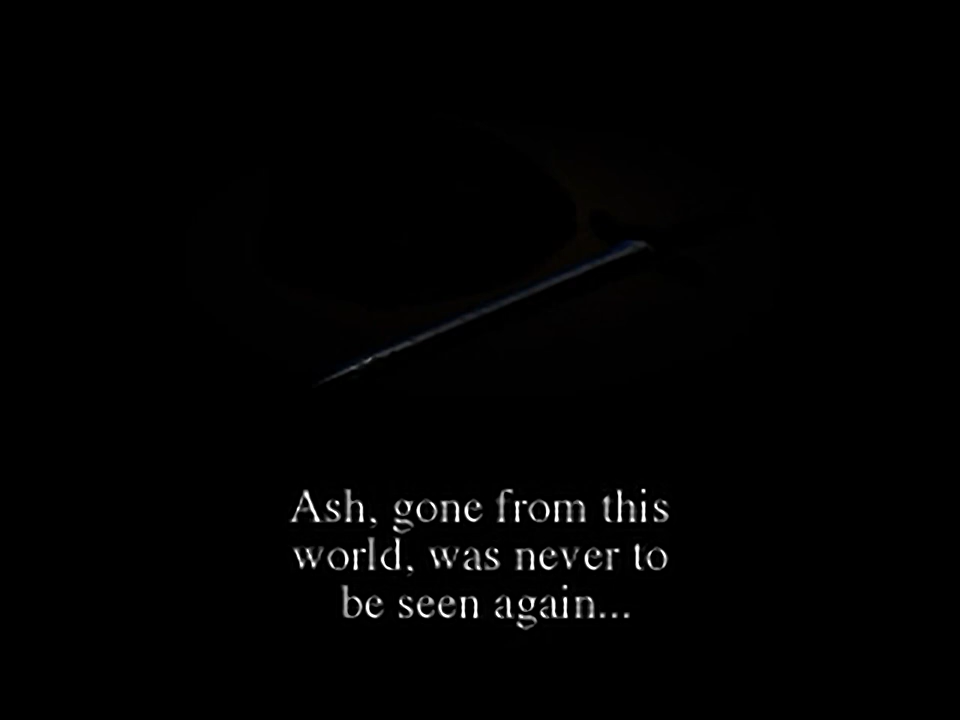 Ash, gone from this
world, was never to
be seen again...